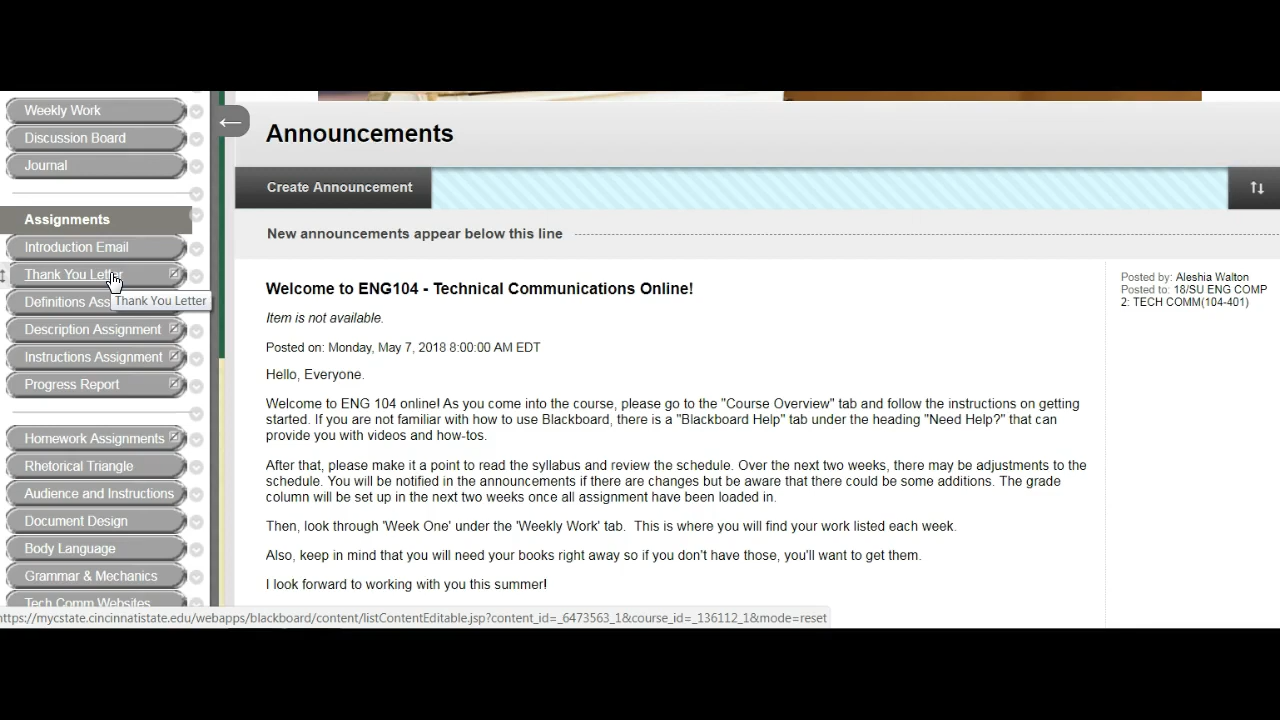 Weekly Work
Discussion Board
Journal
Assignments
Introduction Email
Thank You Letter
Definitions Ass
Thank You Letter
Description Assignment
Instructions Assignment
Progress Report
Homework Assignments
Rhetorical Triangle
Audience and Instructions
Document Design
Body Language
Grammar & Mechanics
Tech Comm Websites
Announcements
Create Announcement
New announcements appear below this line
Welcome to ENG104 - Technical Communications Online!
Item is not available.
Posted on: Monday, May 7, 2018 8:00:00 AM EDT
Hello, Everyone.
Welcome to ENG 104 online! As you come into the course, please go to the "Course Overview" tab and follow the instructions on getting
started. If you are not familiar with how to use Blackboard, there is a "Blackboard Help" tab under the heading "Need Help?" that can
provide you with videos and how-tos.
After that, please make it a point to read the syllabus and review the schedule. Over the next two weeks, there may be adjustments to the
schedule. You will be notified in the announcements if there are changes but be aware that there could be some additions. The grade
column will be set up in the next two weeks once all assignment have been loaded in.
Then, look through 'Week One' under the 'Weekly Work' tab. This is where you will find your work listed each week.
Also, keep in mind that you will need your books right away so if you don't have those, you'll want to get them.
I look forward to working with you this summer!
Posted by: Aleshia Walton
Posted to: 18/SU ENG COMP
2: TECH COMM(104-401)
https://mycstate.cincinnatistate.edu/webapps/blackboard/content/listContentEditable.jsp?content_id=_6473563_1&course_id=_136112_1&mode=reset